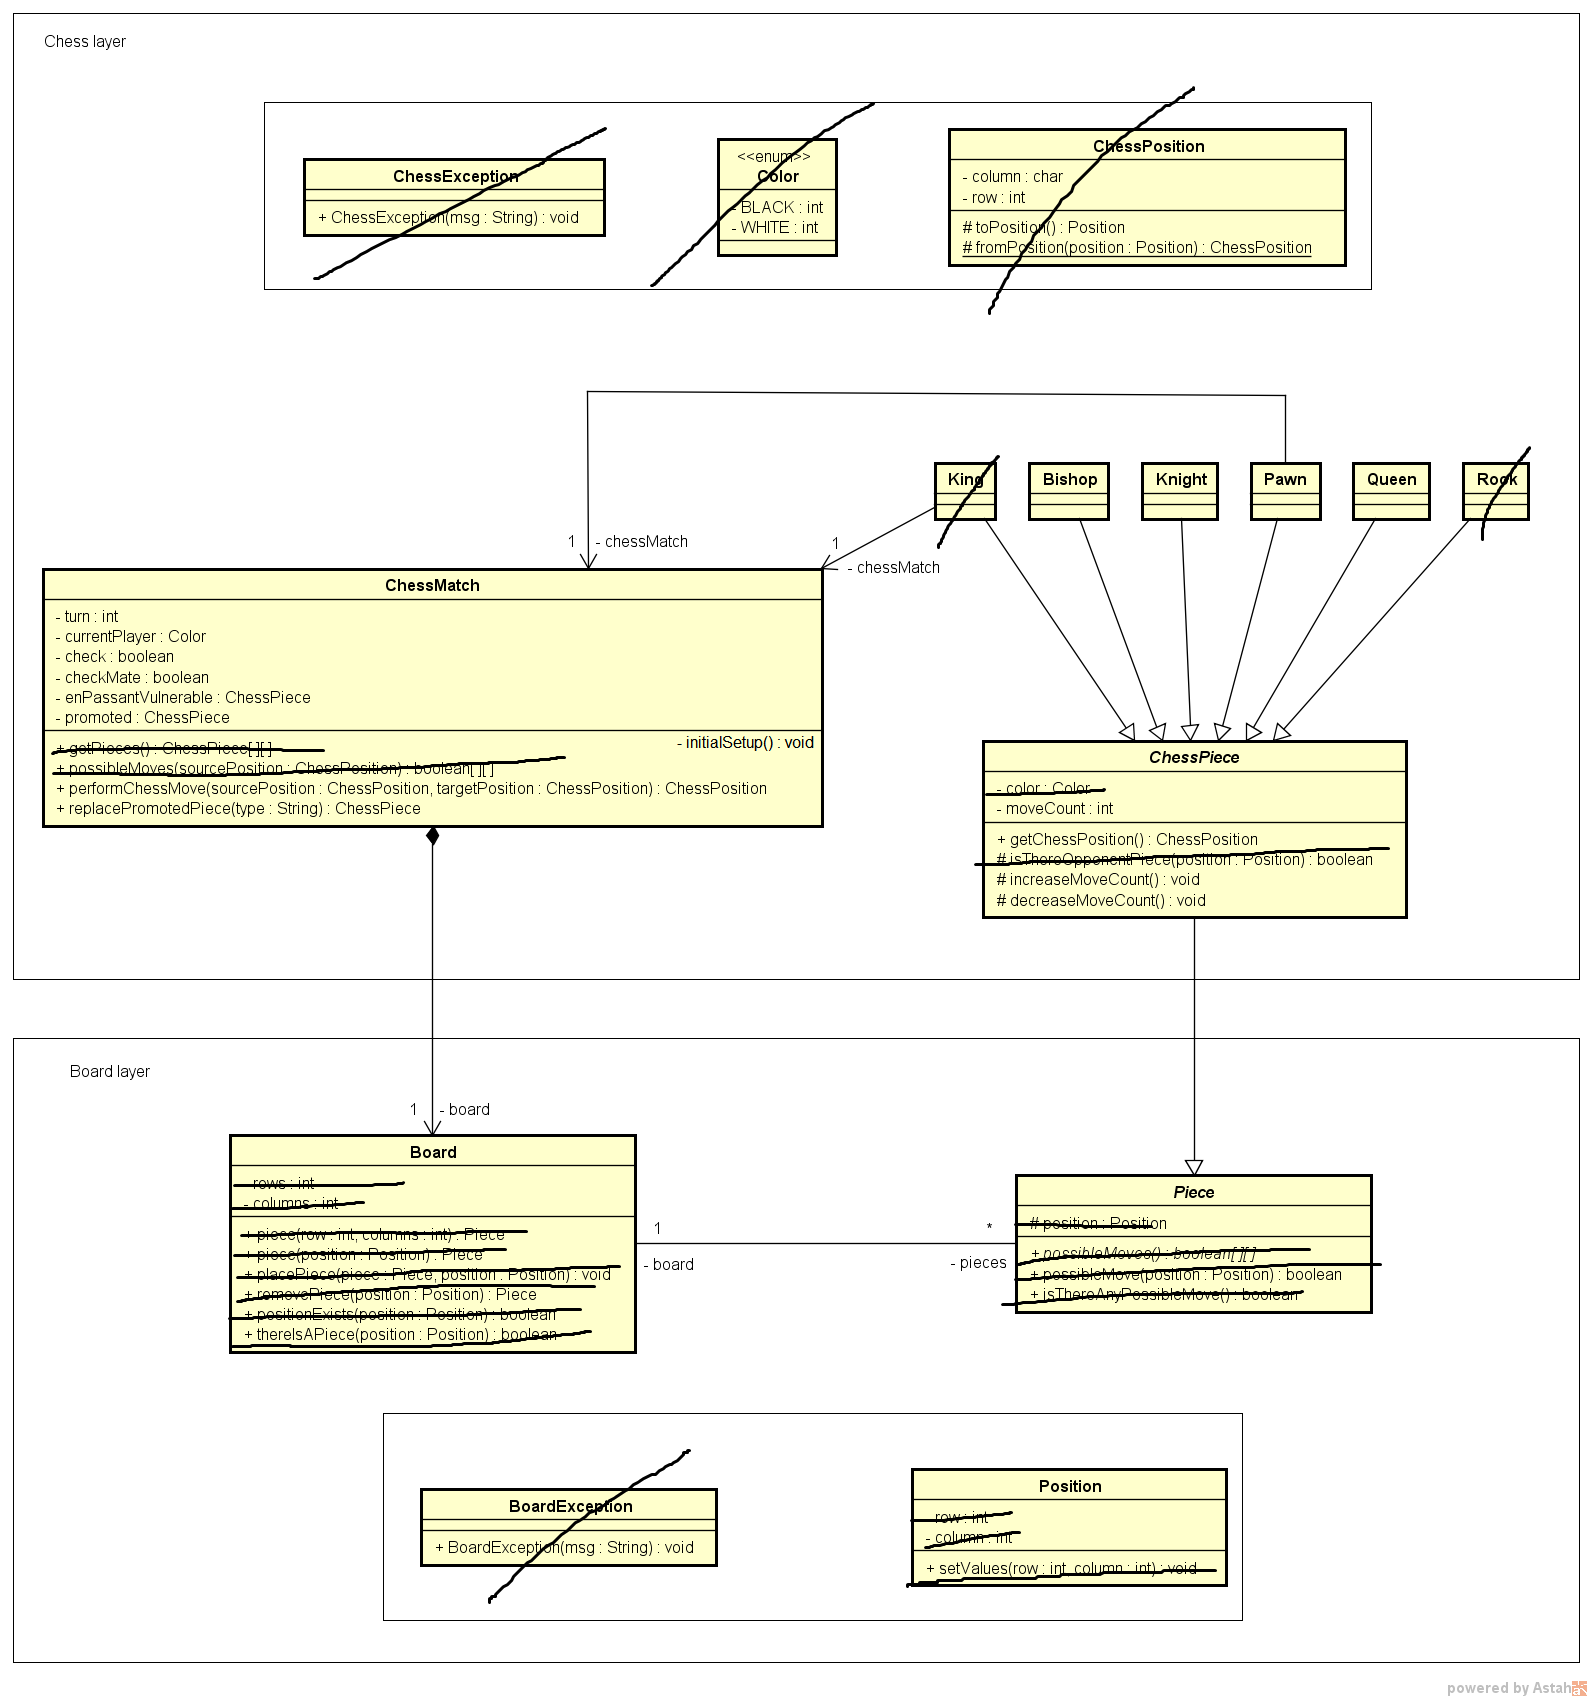 Chess layer
ChessException
+ ChessException(msg : String) : void
<<enum>>
Color
- BLACK : int
- WHITE : int
ChessPosition
- column : char
- row : int
# toPosition() : Position
# fromPosition(position : Position) : ChessPosition
King
Bishop
Knight
Pawn
Queen
Rook
1
- chessMatch
1
- chessMatch
ChessMatch
- turn : int
- currentPlayer : Color
- check : boolean
- checkMate : boolean
- enPassantVulnerable : ChessPiece
- promoted : ChessPiece
- initialSetup() : void
+ getPieces() : ChessPiece[ ][ ]
+ possibleMoves(sourcePosition : ChessPosition) : boolean[ ][ ]
+ performChessMove(sourcePosition : ChessPosition, targetPosition : ChessPosition) : ChessPosition
+ replacePromotedPiece(type : String) : ChessPiece
ChessPiece
- color : Color
- moveCount : int
+ getChessPosition() : ChessPosition
# isThereOpponentPiece(position : Position) : boolean
# increaseMoveCount() : void
# decreaseMoveCount() : void
Board layer
1
- board
Board
- rows : int
- columns : int
+ piece(row : int, columns : int) : Piece
+ piece(position : Position) : Piece
+ placePiece(piece : Piece, position : Position) : void
+ removePiece(position : Position) : Piece
+ positionExists(position : Position) : boolean
+ thereIsAPiece(position : Position) : boolean
1
- board
*
- pieces
Piece
# position : Position
+ possibleMoves() : boolean[ ][ ]
+ possibleMove(position : Position) : boolean
+ isThereAnyPossibleMove() : boolean
BoardException
+ BoardException(msg : String) : void
Position
- row : int
- column : int
+ setValues(row : int, column : int) : void
powered by Astah